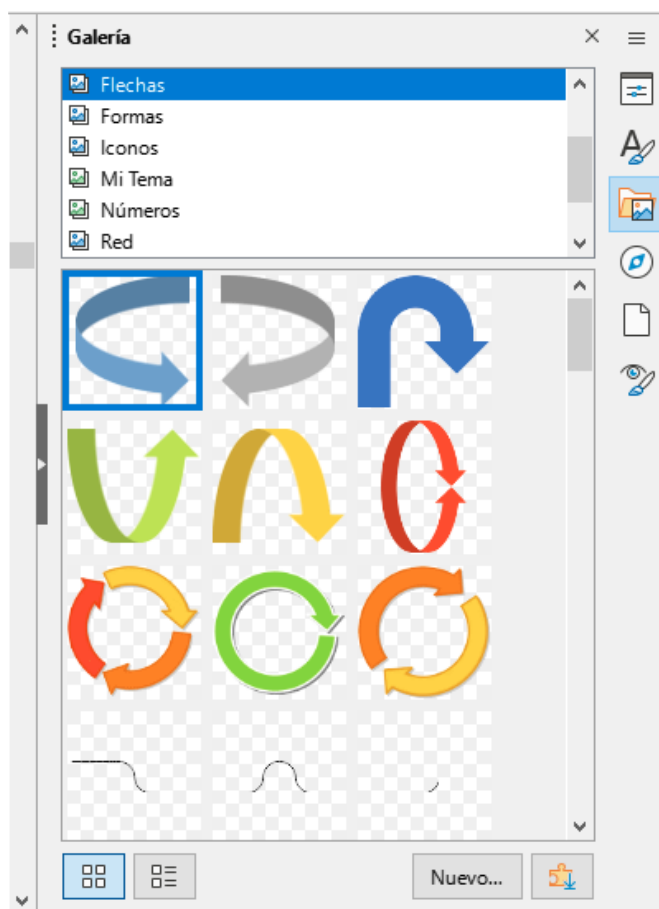 Galería
Flechas
Formas
Iconos
Mi Tema
Números
Red
Nuevo...